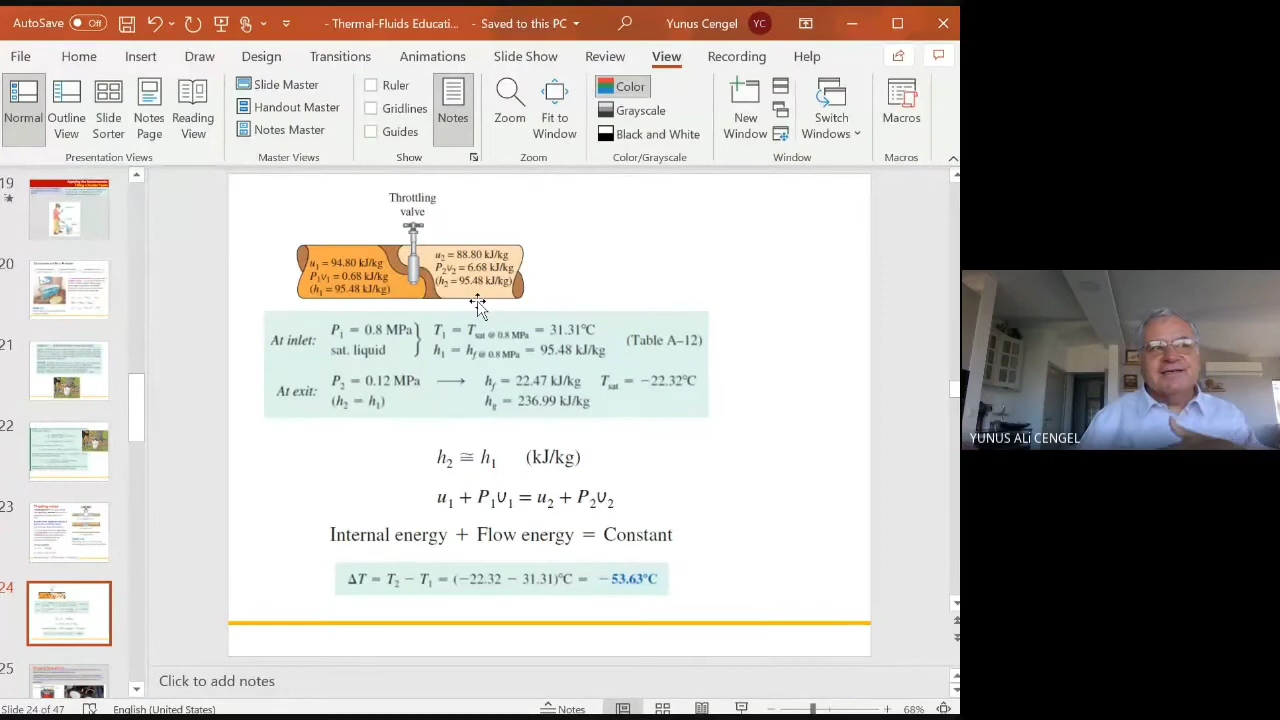 AutoSave Off - Thermal-Fluids Educati... - Saved to this PC Yunus Cengel YC
File Home Insert Draw Design Transitions Animations Slide Show Review View Recording Help
Normal Outline View Slide Sorter Notes Page Reading View
Presentation Views
Slide Master
Handout Master
Notes Master
Master Views
Ruler
Gridlines
Guides
Show
Notes
Zoom Fit to Window
Zoom
Color
Grayscale
Black and White
Color/Grayscale
New Window Switch Windows
Window
Macros
Macros
19
20
21
22
23
24
25
Throttling
valve
u₁ = 94.80 kJ/kg
P₁υ₁ = 0.68 kJ/kg
(h₁ = 95.48 kJ/kg)
u₂ = 88.80 kJ/kg
P₂υ₂ = 6.68 kJ/kg
(h₂ = 95.48 kJ/kg)
At inlet: P₁ = 0.8 MPa } T₁ = T sat @ 0.8 MPa = 31.31°C (Table A–12)
sat. liquid h₁ = h f @ 0.8 MPa = 95.48 kJ/kg
At exit: P₂ = 0.12 MPa ⟶ h_f = 22.47 kJ/kg T_sat = −22.32°C
(h₂ = h₁) h_g = 236.99 kJ/kg
h₂ ≅ h₁ (kJ/kg)
u₁ + P₁υ₁ = u₂ + P₂υ₂
Internal energy + Flow energy = Constant
ΔT = T₂ − T₁ = (−22.32 − 31.31)°C = −53.63°C
Click to add notes
Slide 24 of 47 English (United States) Notes 68%
YUNUS ALi CENGEL